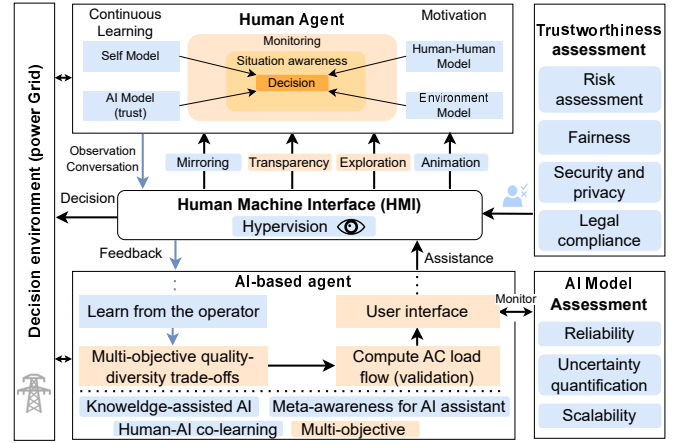 Decision environment (power Grid)
Human Agent
Continuous
Learning
Motivation
Monitoring
Situation awareness
Decision
Self Model
AI Model
(trust)
Human-Human
Model
Environment
Model
Observation
Conversation
Mirroring
Transparency
Exploration
Animation
Decision
Human Machine Interface (HMI)
Hypervision
Feedback
Assistance
AI-based agent
Learn from the operator
User interface
Multi-objective quality-
diversity trade-offs
Compute AC load
flow (validation)
Knoweldge-assisted AI
Meta-awareness for AI assistant
Human-AI co-learning
Multi-objective
Trustworthiness
assessment
Risk
assessment
Fairness
Security and
privacy
Legal
compliance
Monitor
AI Model
Assessment
Reliability
Uncertainty
quantification
Scalability